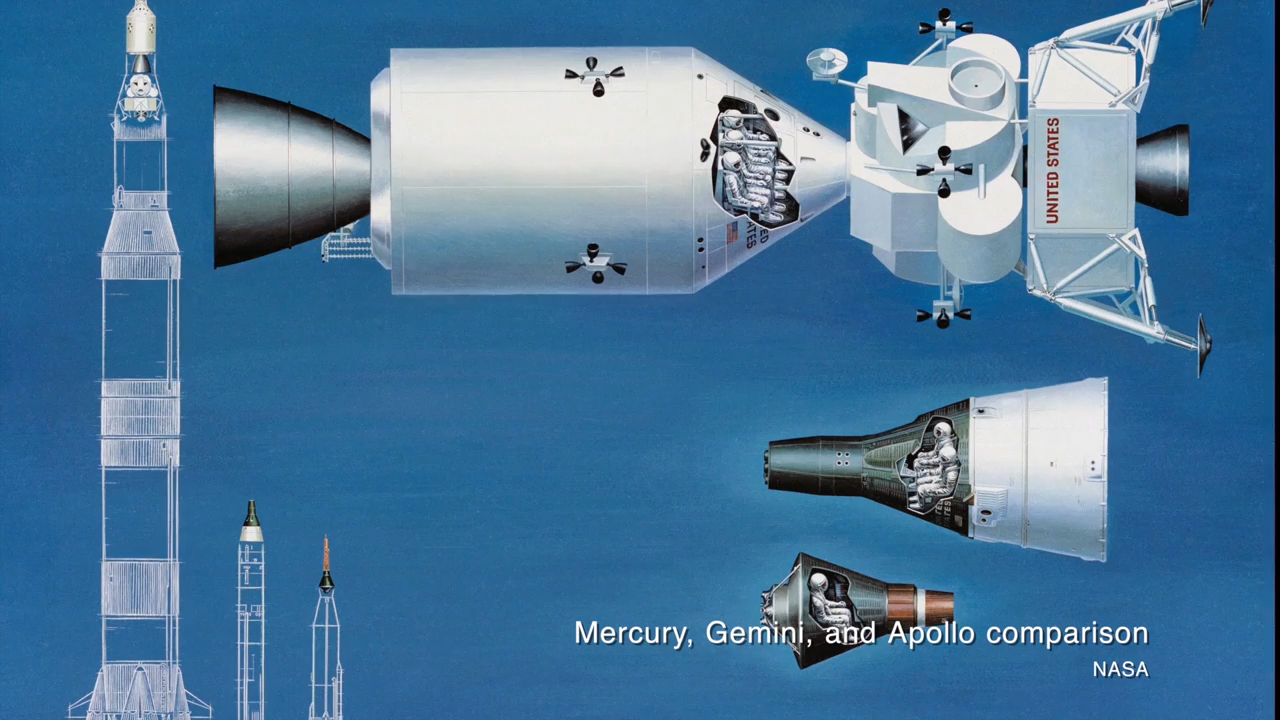 UNITED STATES
Mercury, Gemini, and Apollo comparison
NASA